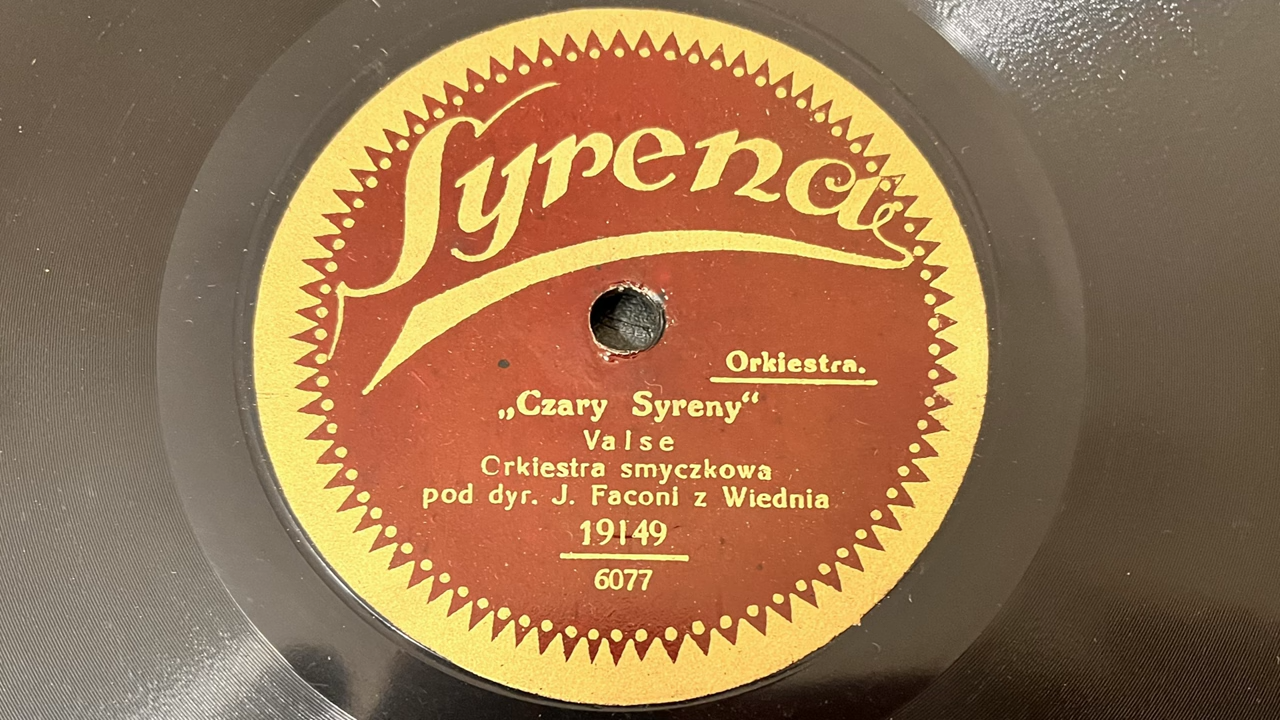 Syrena
Orkiestra.
„Czary Syreny“
Valse
Orkiestra smyczkowa
pod dyr. J. Faconi z Wiednia
19149
6077